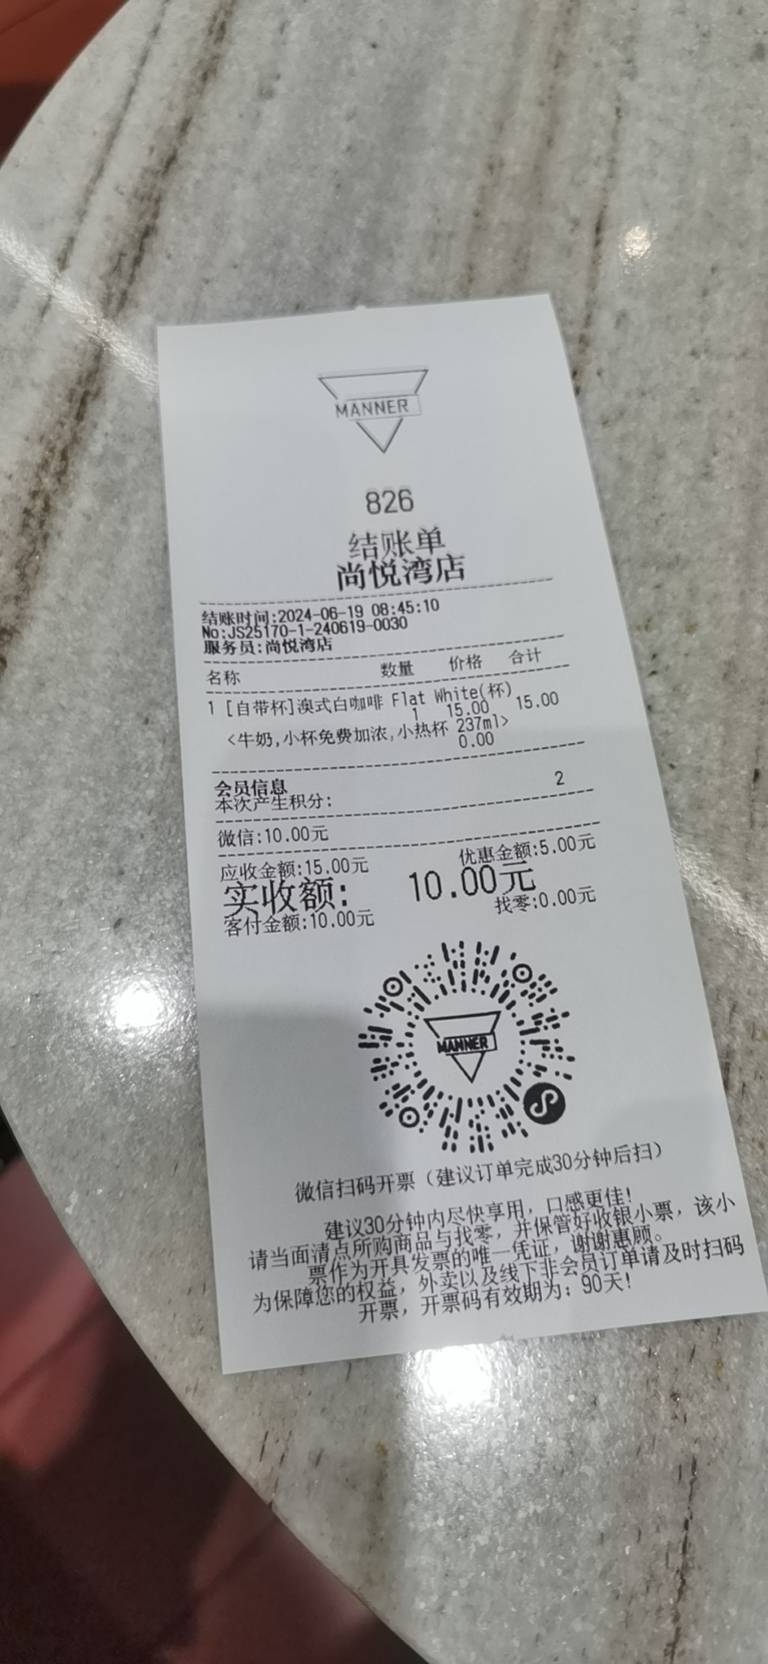 MANNER
826
结账单
尚悦湾店
结账时间:2024-06-19 08:45:10
No:JS25170-1-240619-0030
服务员:尚悦湾店
名称 数量 价格 合计
1 [自带杯]澳式白咖啡 Flat White(杯)
1 15.00 15.00
<牛奶,小杯免费加浓,小热杯 237ml>
0.00
会员信息
本次产生积分: 2
微信:10.00元
应收金额:15.00元 优惠金额:5.00元
实收额: 10.00元
客付金额:10.00元 找零:0.00元
MANNER
微信扫码开票（建议订单完成30分钟后扫）
建议30分钟内尽快享用，口感更佳！
请当面清点所购商品与找零，并保管好收银小票，该小
票作为开具发票的唯一凭证，谢谢惠顾。
为保障您的权益，外卖以及线下非会员订单请及时扫码
开票，开票码有效期为：90天！